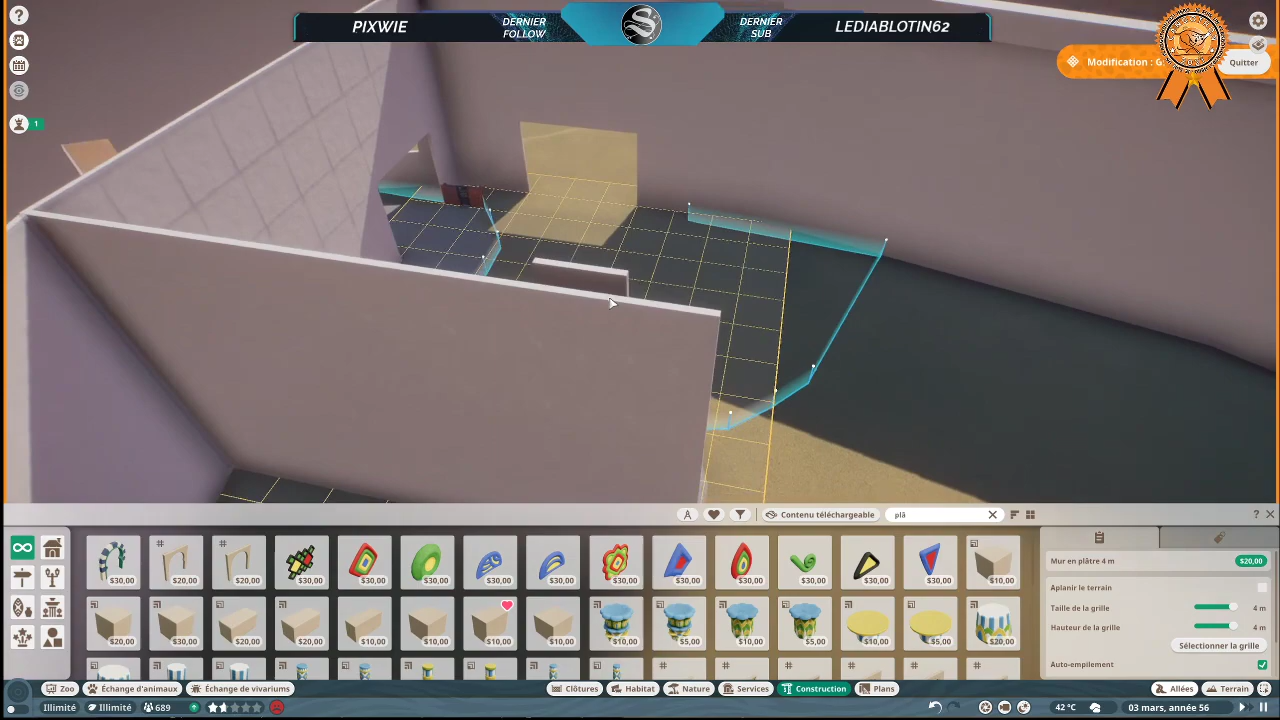 PIXWIE
DERNIER
FOLLOW
DERNIER
SUB
LEDIABLOTIN62
Modification : G
Quitter
1
Contenu téléchargeable
plâ
$30,00 $20,00 $20,00 $30,00 $30,00 $30,00 $30,00 $30,00 $30,00 $30,00 $30,00 $30,00 $30,00 $30,00 $10,00
$20,00 $30,00 $20,00 $20,00 $10,00 $10,00 $10,00 $10,00 $10,00 $5,00 $10,00 $5,00 $10,00 $5,00 $20,00
Mur en plâtre 4 m $20,00
Aplanir le terrain
Taille de la grille 4 m
Hauteur de la grille 4 m
Sélectionner la grille
Auto-empilement
Zoo Échange d'animaux Échange de vivariums Clôtures Habitat Nature Services Construction Plans Allées Terrain
Illimité Illimité 689 42 °C 03 mars, année 56